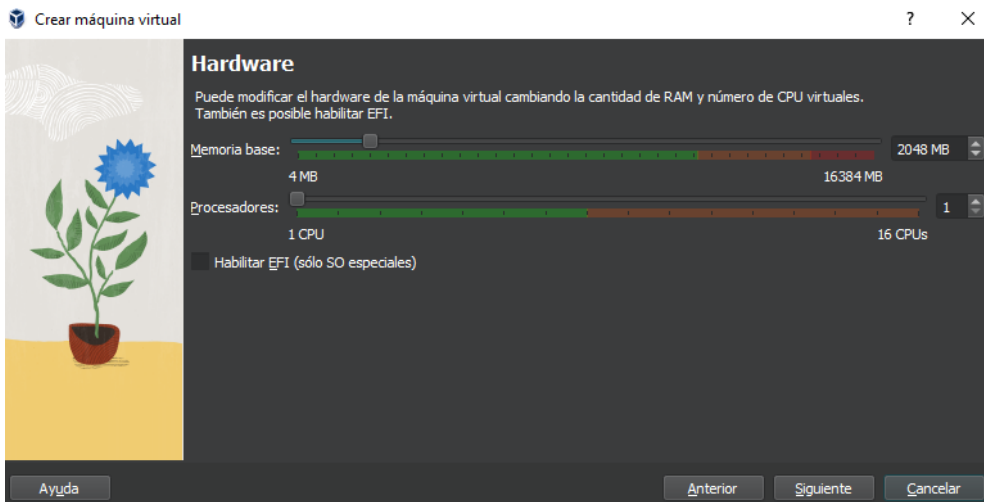 Crear máquina virtual
Hardware
Puede modificar el hardware de la máquina virtual cambiando la cantidad de RAM y número de CPU virtuales.
También es posible habilitar EFI.
Memoria base: 2048 MB
4 MB 16384 MB
Procesadores: 1
1 CPU 16 CPUs
Habilitar EFI (sólo SO especiales)
Ayuda Anterior Siguiente Cancelar